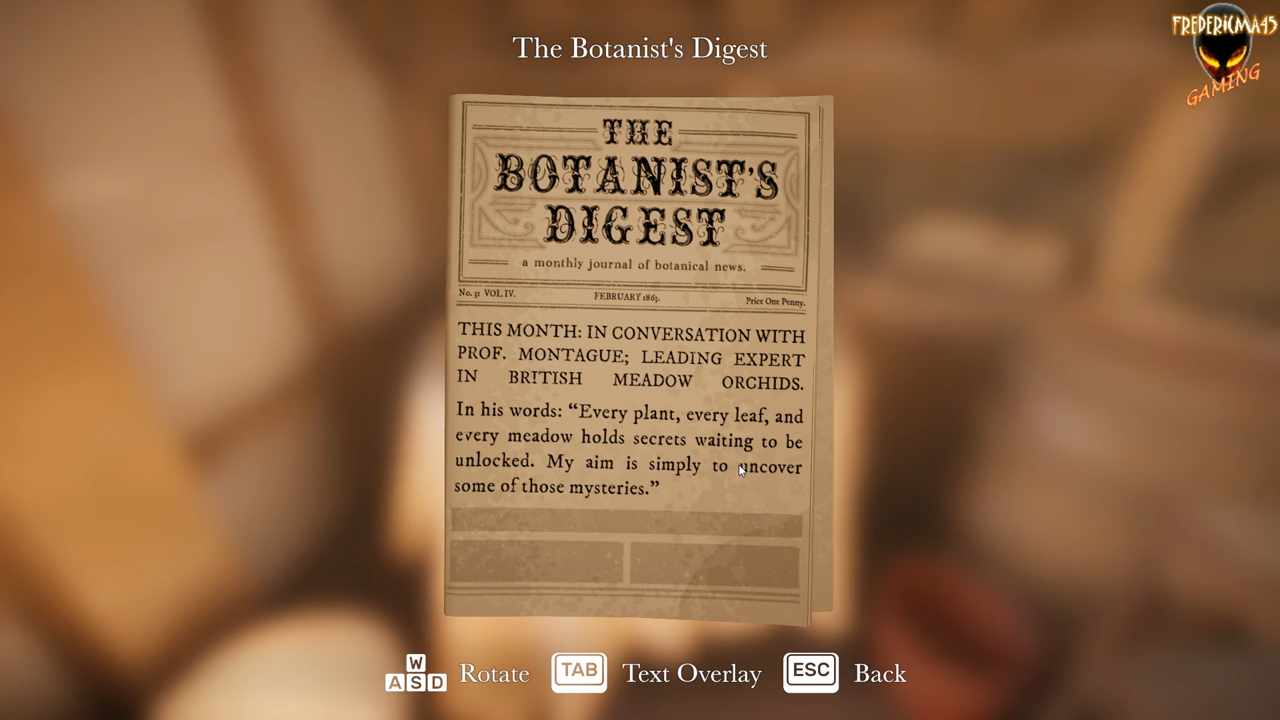 The Botanist's Digest
FREDERICMA45
GAMING
THE
BOTANIST'S
DIGEST
a monthly journal of botanical news.
No. 31 VOL IV.
FEBRUARY 1863.
Price One Penny.
THIS MONTH: IN CONVERSATION WITH
PROF. MONTAGUE; LEADING EXPERT
IN BRITISH MEADOW ORCHIDS.
In his words: “Every plant, every leaf, and
every meadow holds secrets waiting to be
unlocked. My aim is simply to uncover
some of those mysteries.”
W
A S D Rotate TAB Text Overlay ESC Back